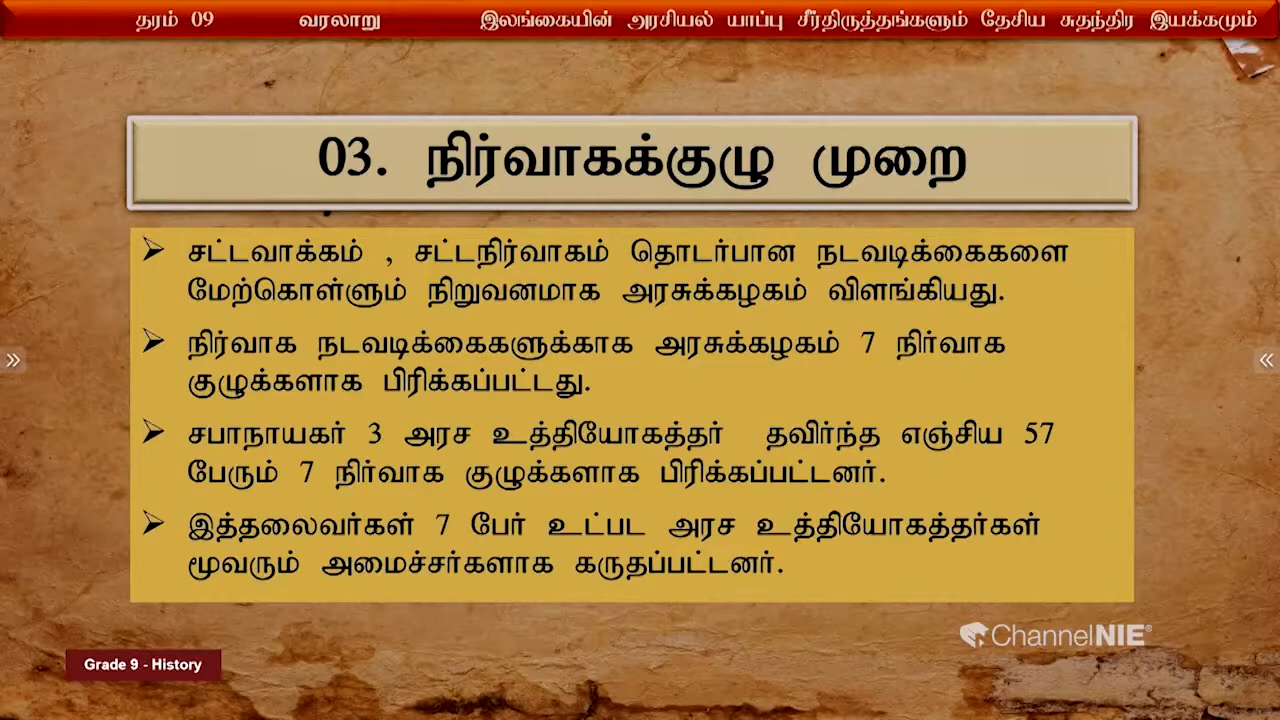 தரம் 09 வரலாறு இலங்கையின் அரசியல் யாப்பு சீர்திருத்தங்களும் தேசிய சுதந்திர இயக்கமும்
03. நிர்வாகக்குழு முறை
➢ சட்டவாக்கம் , சட்டநிர்வாகம் தொடர்பான நடவடிக்கைகளை
மேற்கொள்ளும் நிறுவனமாக அரசுக்கழகம் விளங்கியது.
➢ நிர்வாக நடவடிக்கைகளுக்காக அரசுக்கழகம் 7 நிர்வாக
குழுக்களாக பிரிக்கப்பட்டது.
➢ சபாநாயகர் 3 அரச உத்தியோகத்தர் தவிர்ந்த எஞ்சிய 57
பேரும் 7 நிர்வாக குழுக்களாக பிரிக்கப்பட்டனர்.
➢ இத்தலைவர்கள் 7 பேர் உட்பட அரச உத்தியோகத்தர்கள்
மூவரும் அமைச்சர்களாக கருதப்பட்டனர்.
ChannelNIE®
Grade 9 - History